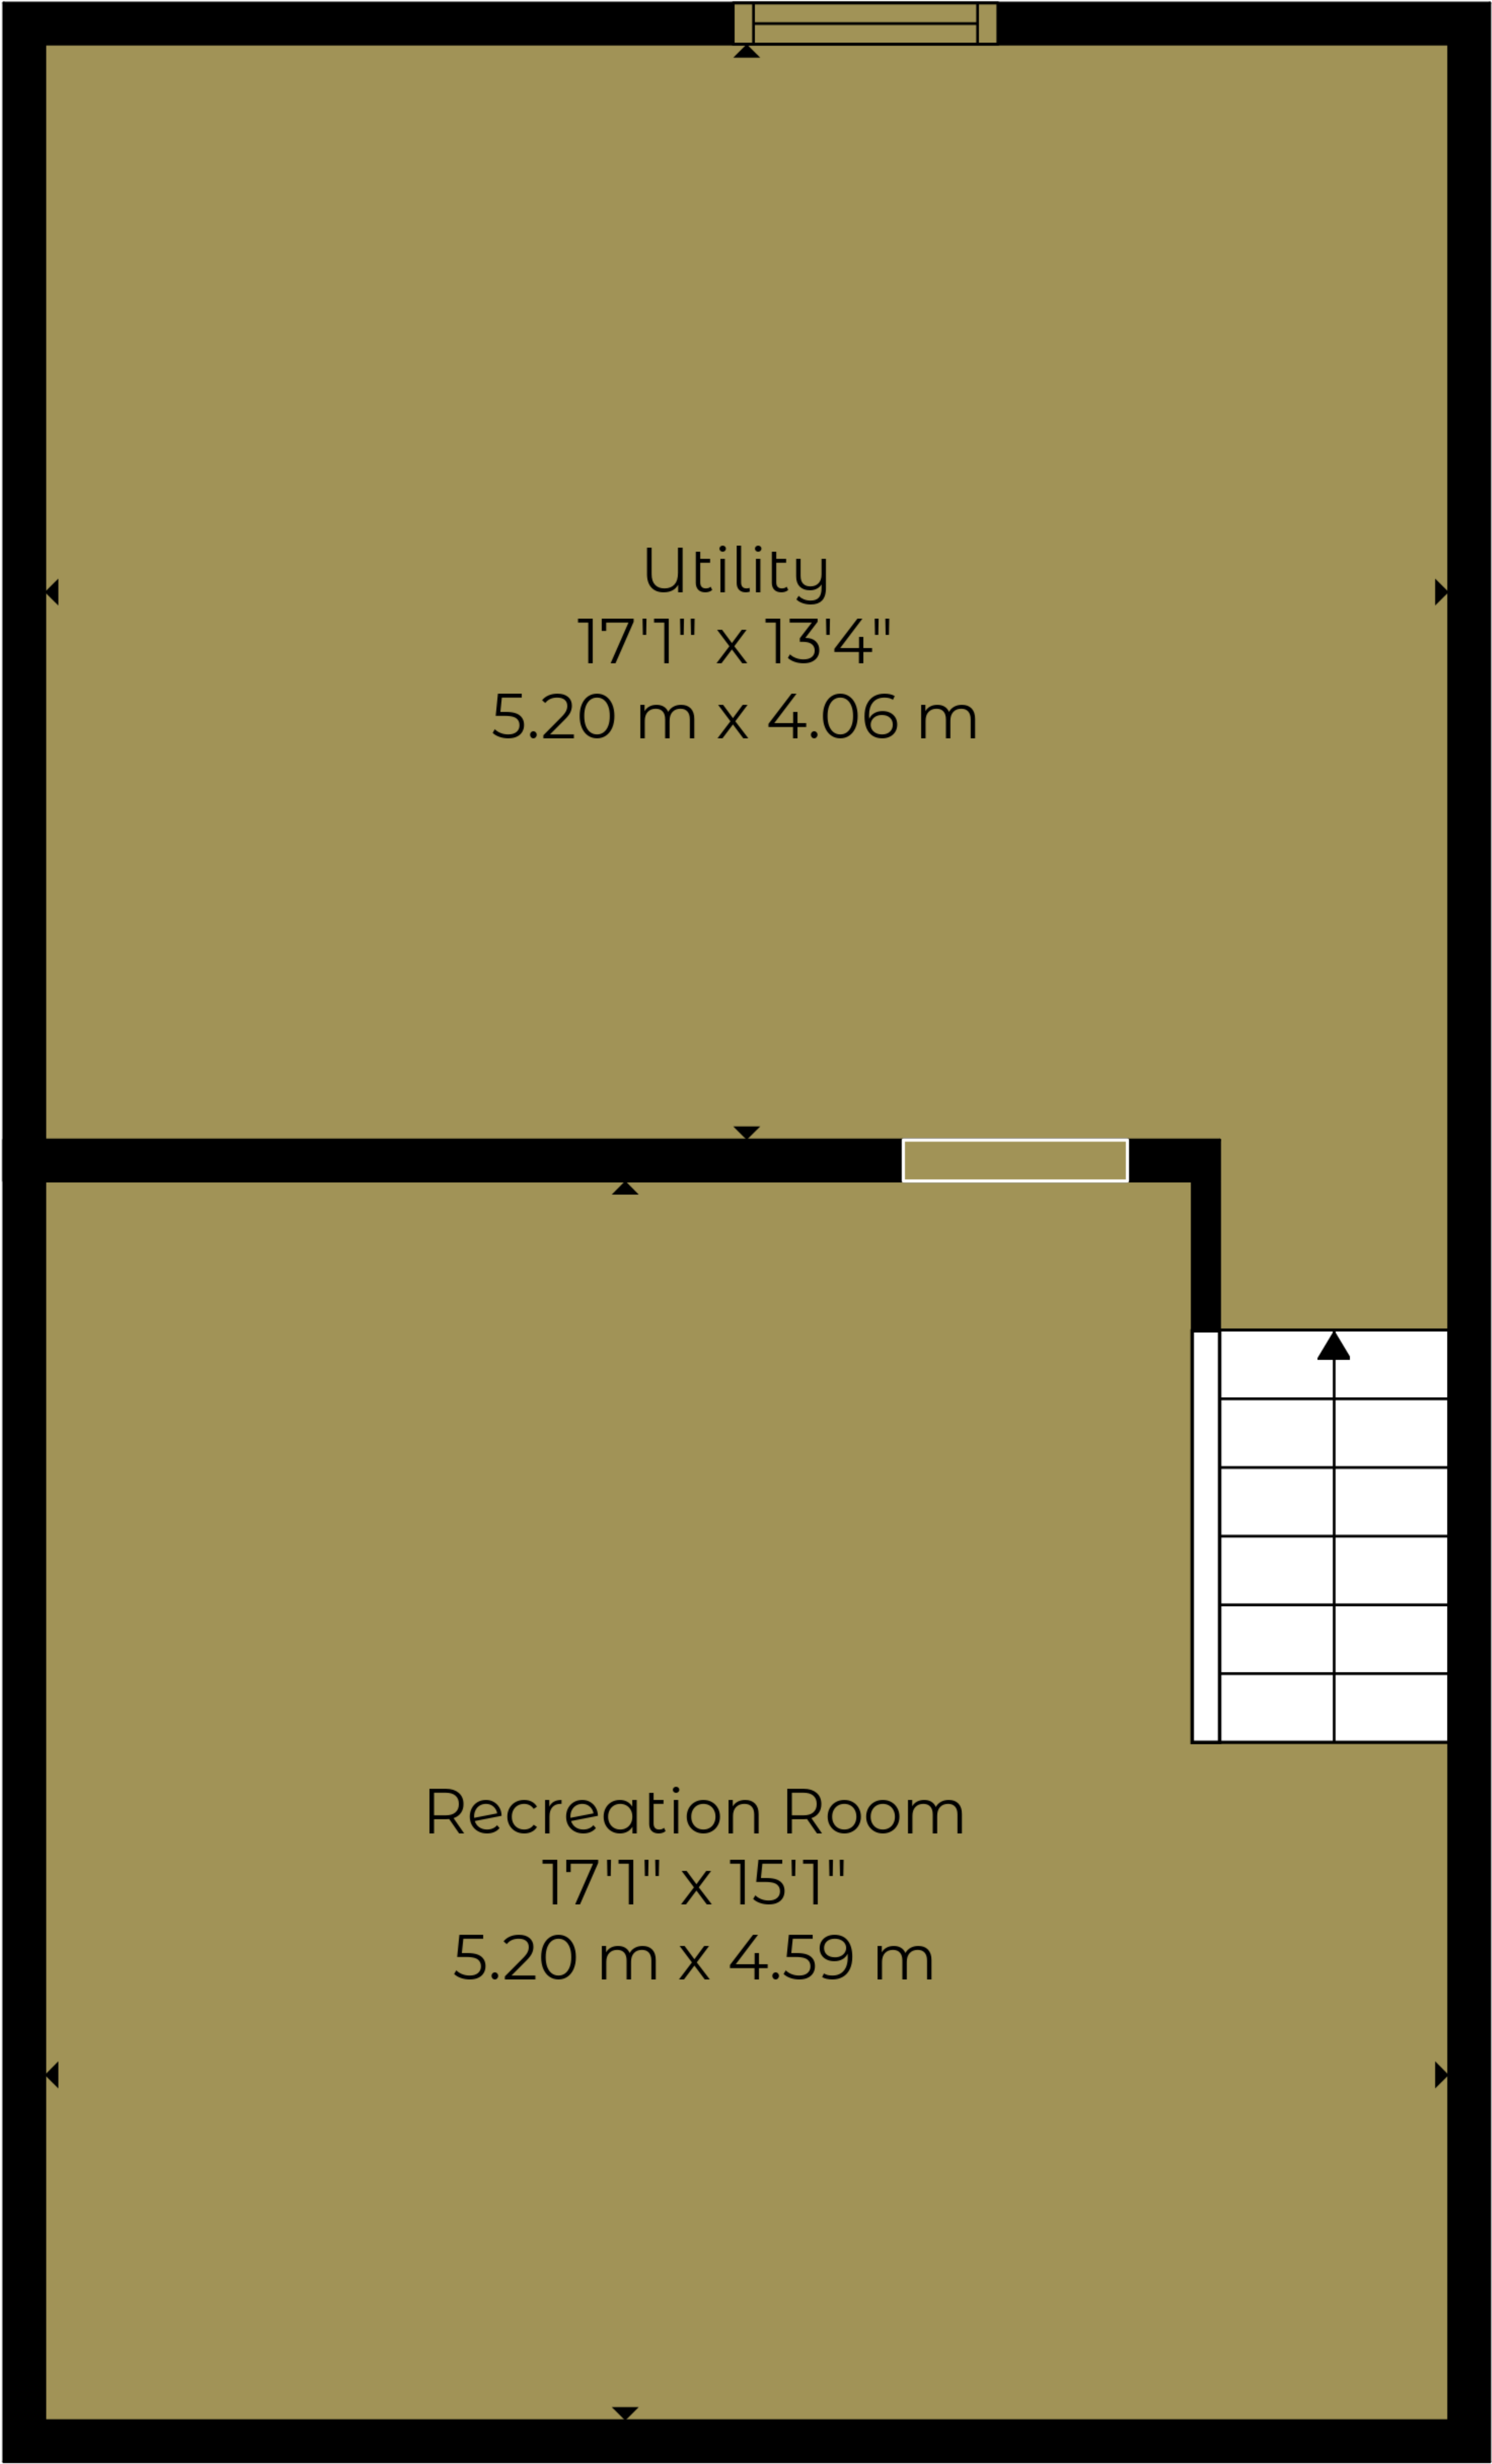 Utility
17'1" x 13'4"
5.20 m x 4.06 m
Recreation Room
17'1" x 15'1"
5.20 m x 4.59 m